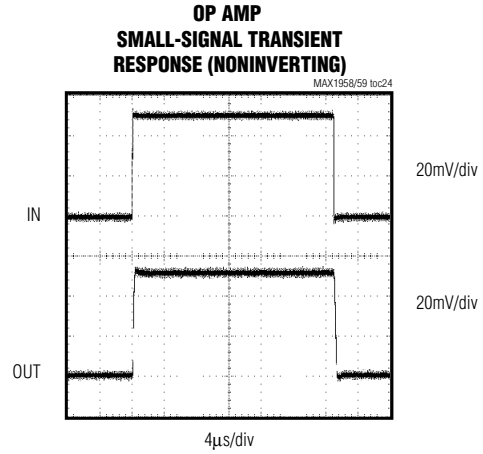 OP AMP
SMALL-SIGNAL TRANSIENT
RESPONSE (NONINVERTING)
MAX1958/59 toc24
20mV/div
IN
20mV/div
OUT
4μs/div